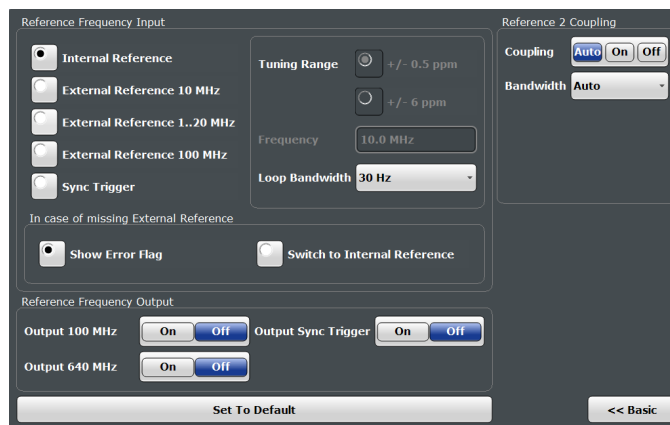 Reference Frequency Input
Internal Reference
External Reference 10 MHz
External Reference 1..20 MHz
External Reference 100 MHz
Sync Trigger
Tuning Range
+/- 0.5 ppm
+/- 6 ppm
Frequency 10.0 MHz
Loop Bandwidth 30 Hz
In case of missing External Reference
Show Error Flag
Switch to Internal Reference
Reference Frequency Output
Output 100 MHz On Off
Output Sync Trigger On Off
Output 640 MHz On Off
Set To Default
Reference 2 Coupling
Coupling Auto On Off
Bandwidth Auto
<< Basic